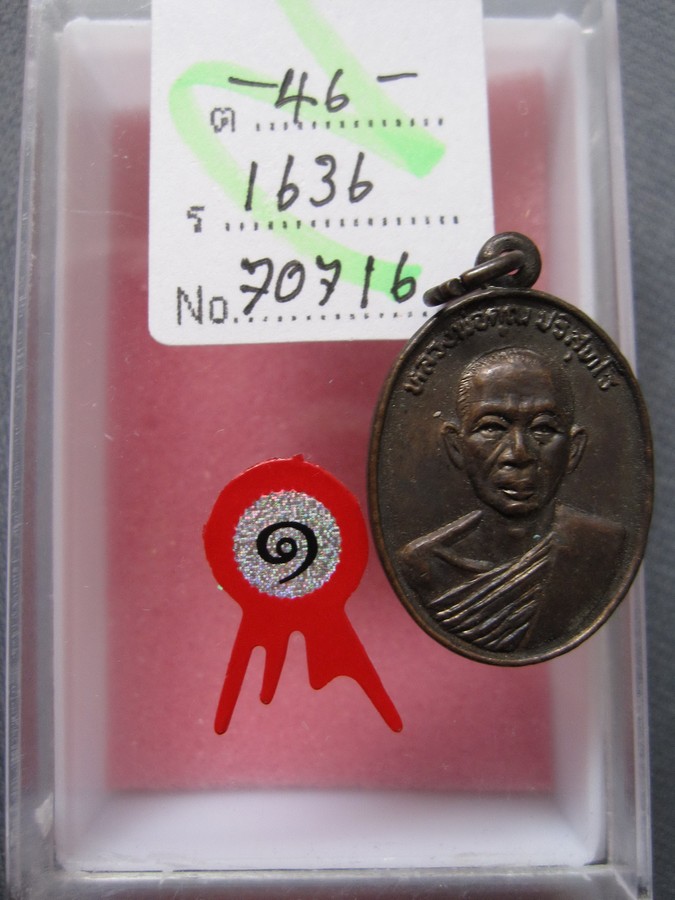 ต -46-
ร 1636
No. 70716
หลวงพ่อคูณ ปริสุทโธ
๑